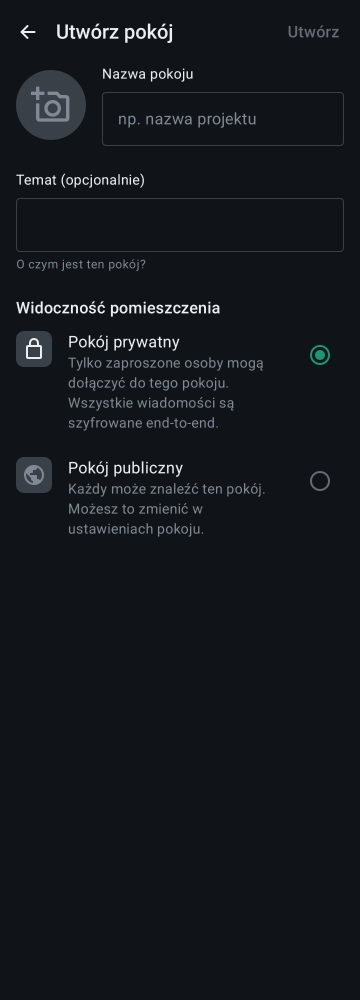 Utwórz pokój
Utwórz
Nazwa pokoju
np. nazwa projektu
Temat (opcjonalnie)
O czym jest ten pokój?
Widoczność pomieszczenia
Pokój prywatny
Tylko zaproszone osoby mogą
dołączyć do tego pokoju.
Wszystkie wiadomości są
szyfrowane end-to-end.
Pokój publiczny
Każdy może znaleźć ten pokój.
Możesz to zmienić w
ustawieniach pokoju.